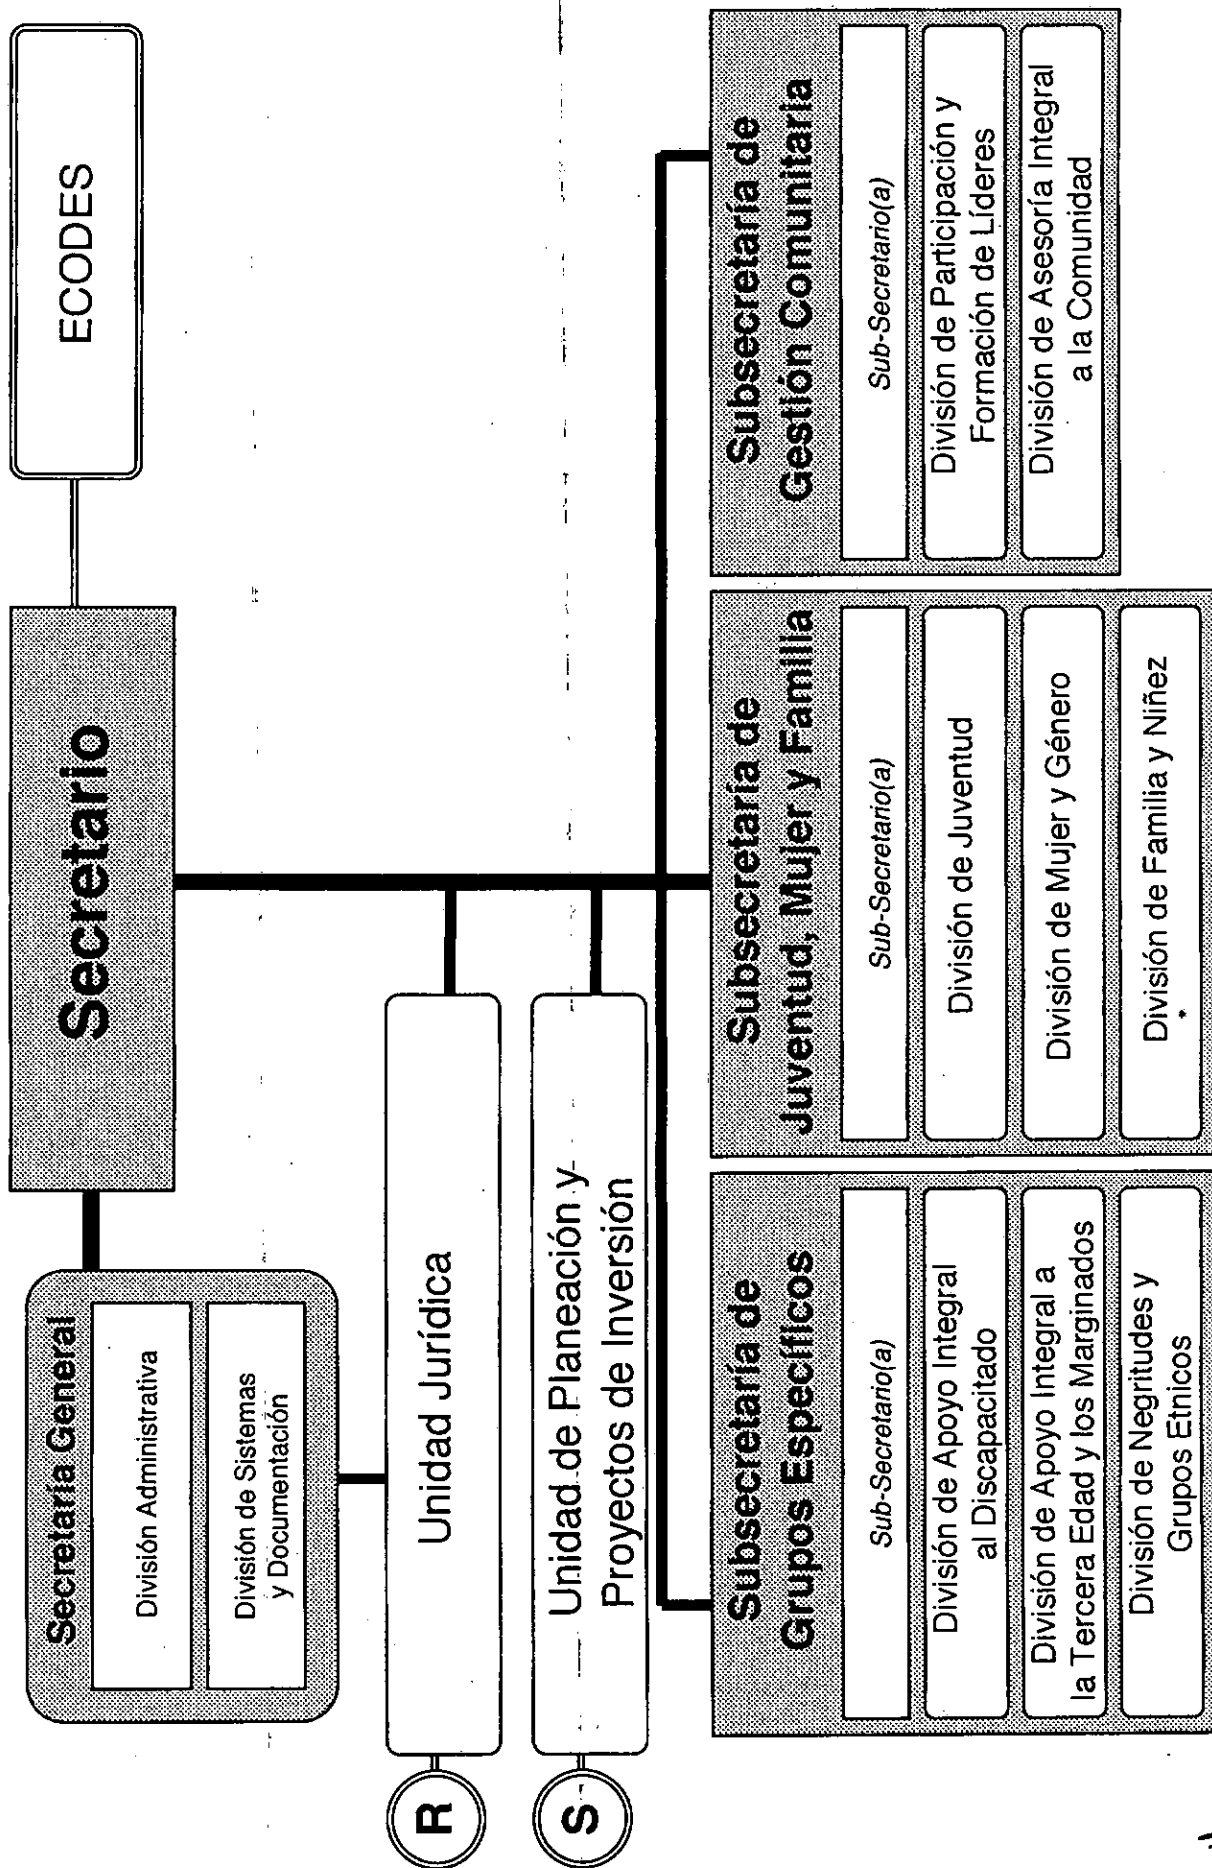 ECODES
Secretario
Secretaría General
División Administrativa
División de Sistemas
y Documentación
R
Unidad Jurídica
S
Unidad de Planeación y
Proyectos de Inversión
Subsecretaría de
Grupos Específicos
Sub-Secretario(a)
División de Apoyo Integral
al Discapacitado
División de Apoyo Integral a
la Tercera Edad y los Marginados
División de Negritudes y
Grupos Etnicos
Subsecretaría de
Juventud, Mujer y Familia
Sub-Secretario(a)
División de Juventud
División de Mujer y Género
División de Familia y Niñez
*
Subsecretaría de
Gestión Comunitaria
Sub-Secretario(a)
División de Participación y
Formación de Líderes
División de Asesoría Integral
a la Comunidad